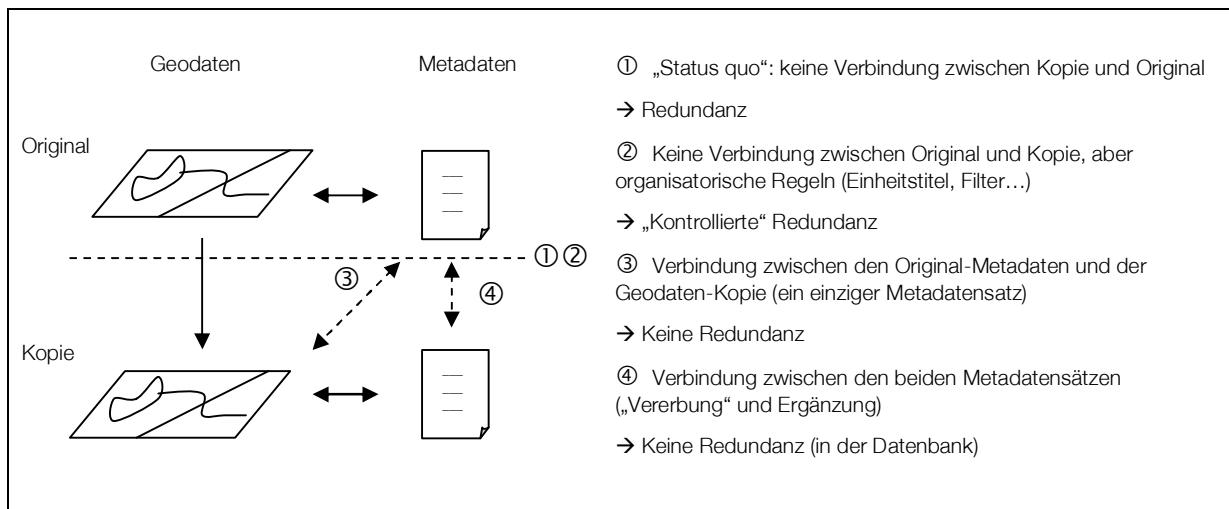 Geodaten
Metadaten
Original
Kopie
① ②
③
④
① „Status quo“: keine Verbindung zwischen Kopie und Original
→ Redundanz
② Keine Verbindung zwischen Original und Kopie, aber
organisatorische Regeln (Einheitstitel, Filter…)
→ „Kontrollierte“ Redundanz
③ Verbindung zwischen den Original-Metadaten und der
Geodaten-Kopie (ein einziger Metadatensatz)
→ Keine Redundanz
④ Verbindung zwischen den beiden Metadatensätzen
(„Vererbung“ und Ergänzung)
→ Keine Redundanz (in der Datenbank)